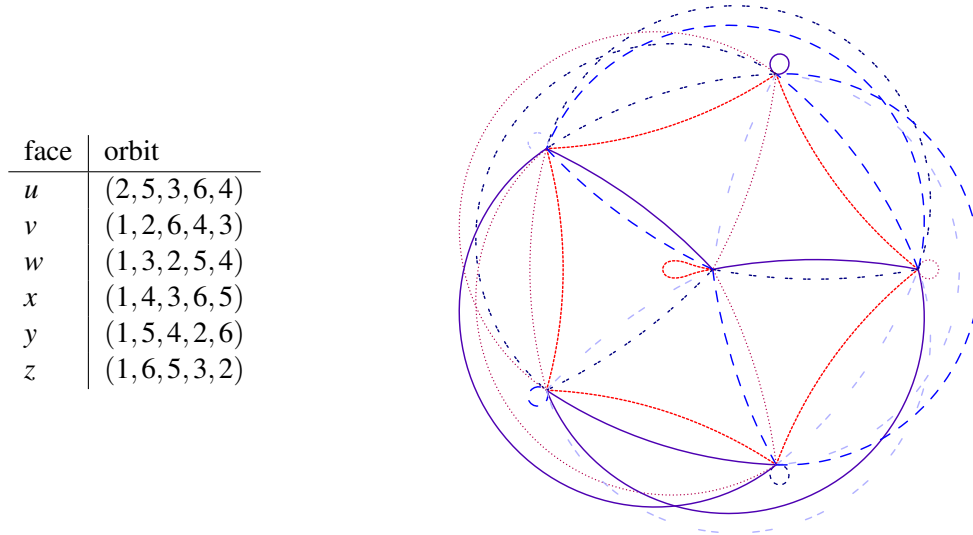 face orbit
u (2,5,3,6,4)
v (1,2,6,4,3)
w (1,3,2,5,4)
x (1,4,3,6,5)
y (1,5,4,2,6)
z (1,6,5,3,2)